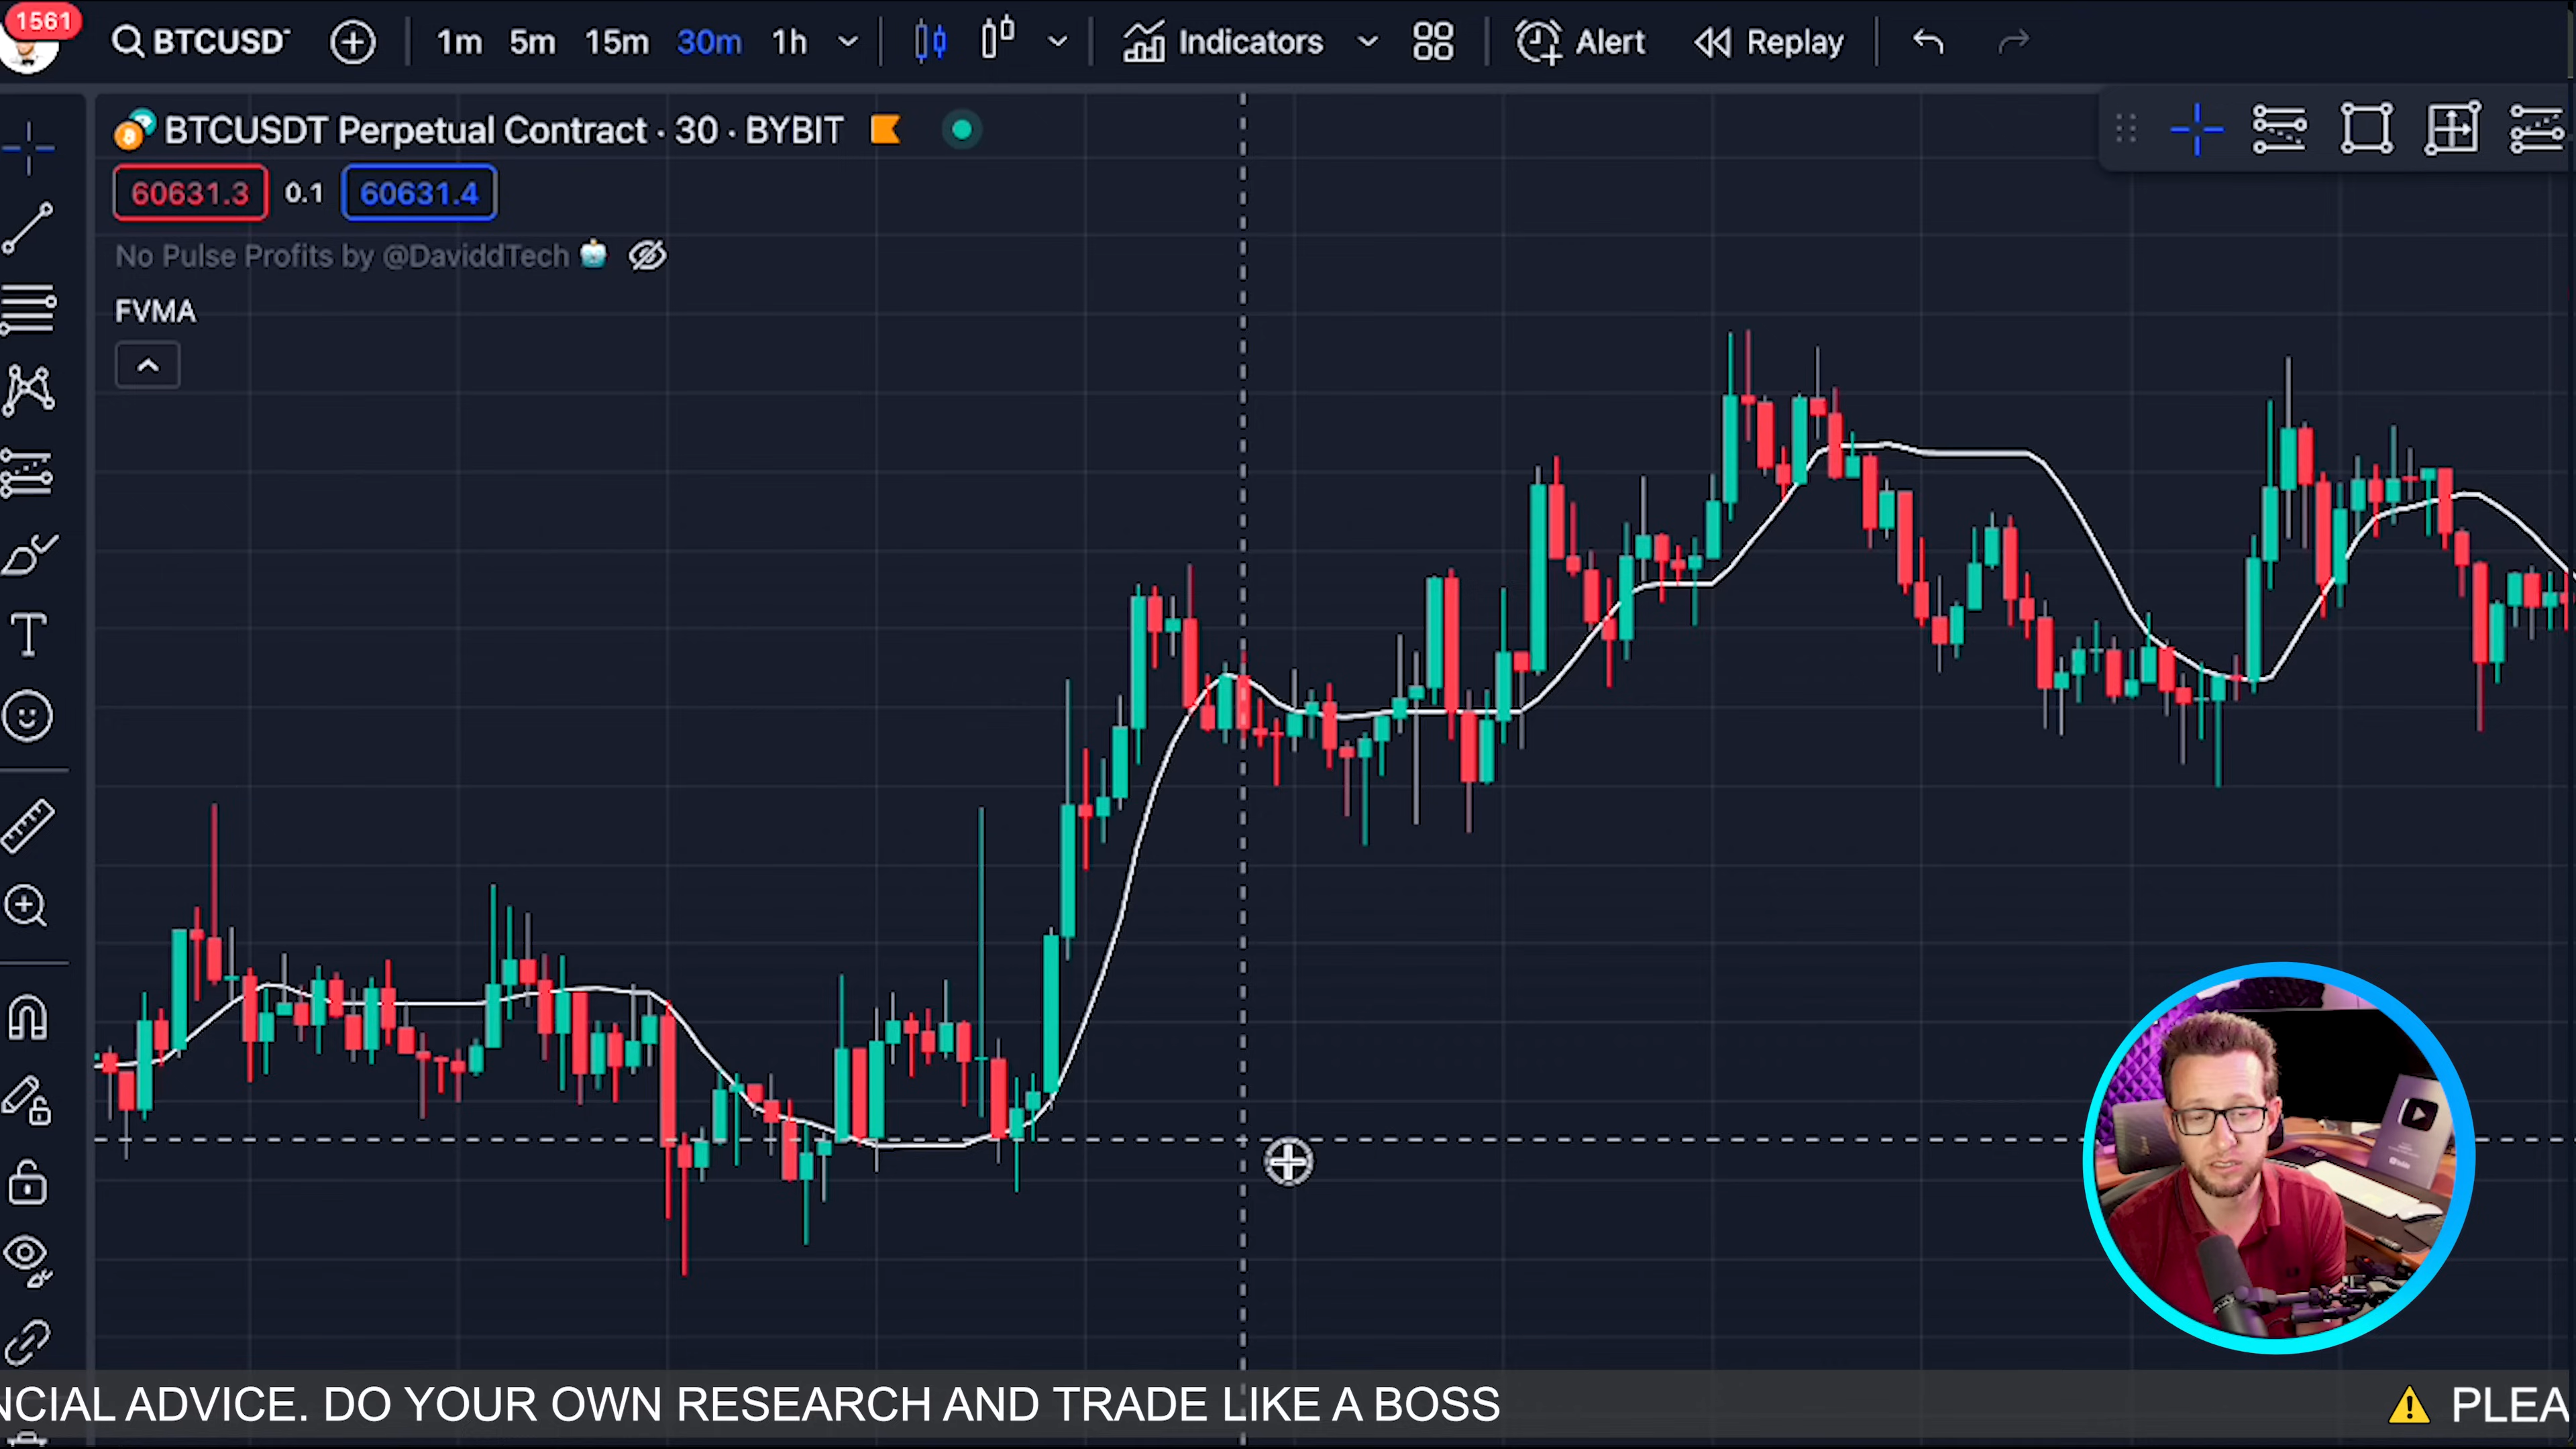 1561
BTCUSD
1m 5m 15m 30m 1h Indicators Alert Replay
BTCUSDT Perpetual Contract · 30 · BYBIT
60631.3 0.1 60631.4
No Pulse Profits by @DaviddTech
FVMA
NCIAL ADVICE. DO YOUR OWN RESEARCH AND TRADE LIKE A BOSS ⚠️ PLEA